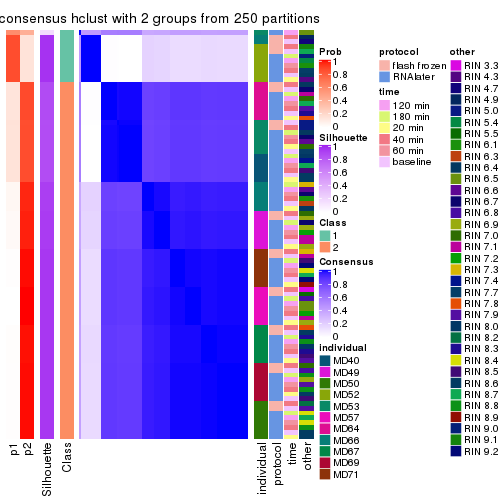 consensus hclust with 2 groups from 250 partitions
Prob
1
0.8
0.6
0.4
0.2
0
Silhouette
1
0.8
0.6
0.4
0.2
0
Class
1
2
Consensus
1
0.8
0.6
0.4
0.2
0
individual
MD40
MD49
MD50
MD52
MD53
MD57
MD64
MD66
MD67
MD69
MD71
protocol
flash frozen
RNAlater
time
120 min
180 min
20 min
40 min
60 min
baseline
other
RIN 3.3
RIN 4.3
RIN 4.7
RIN 4.9
RIN 5.0
RIN 5.4
RIN 5.5
RIN 6.1
RIN 6.3
RIN 6.4
RIN 6.5
RIN 6.6
RIN 6.7
RIN 6.8
RIN 6.9
RIN 7.0
RIN 7.1
RIN 7.2
RIN 7.3
RIN 7.4
RIN 7.7
RIN 7.8
RIN 7.9
RIN 8.0
RIN 8.2
RIN 8.3
RIN 8.4
RIN 8.5
RIN 8.6
RIN 8.7
RIN 8.8
RIN 8.9
RIN 9.0
RIN 9.1
RIN 9.2
p1
p2
Silhouette
Class
individual
protocol
time
other